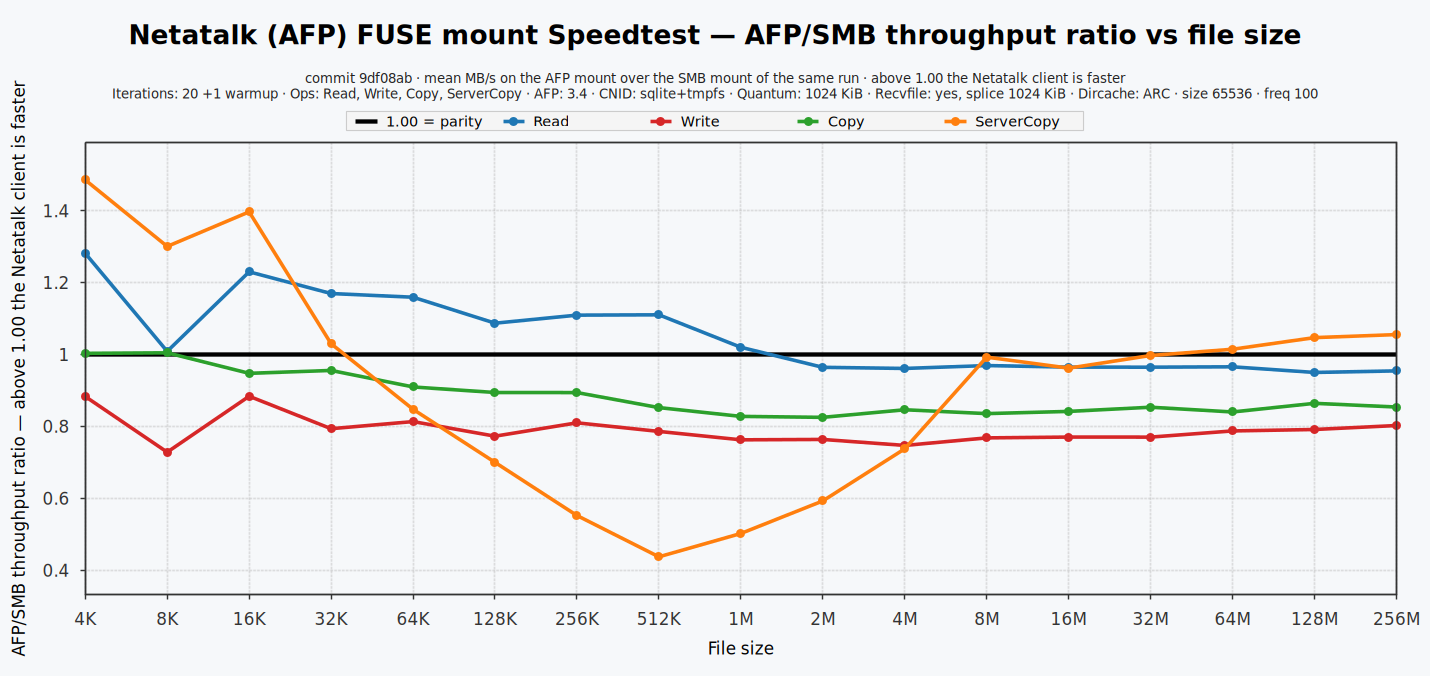 Netatalk (AFP) FUSE mount Speedtest — AFP/SMB throughput ratio vs file size
commit 9df08ab · mean MB/s on the AFP mount over the SMB mount of the same run · above 1.00 the Netatalk client is faster
Iterations: 20 +1 warmup · Ops: Read, Write, Copy, ServerCopy · AFP: 3.4 · CNID: sqlite+tmpfs · Quantum: 1024 KiB · Recvfile: yes, splice 1024 KiB · Dircache: ARC · size 65536 · freq 100
1.00 = parity Read Write Copy ServerCopy
AFP/SMB throughput ratio — above 1.00 the Netatalk client is faster
1.4
1.2
1
0.8
0.6
0.4
4K 8K 16K 32K 64K 128K 256K 512K 1M 2M 4M 8M 16M 32M 64M 128M 256M
File size